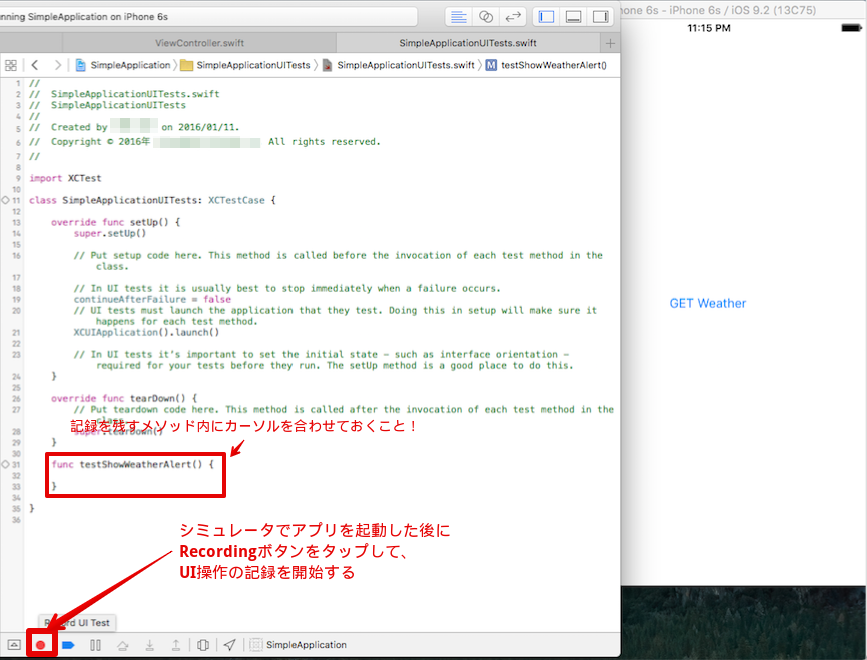 nning SimpleApplication on iPhone 6s
hone 6s - iPhone 6s / iOS 9.2 (13C75)
11:15 PM
ViewController.swift
SimpleApplicationUITests.swift
SimpleApplication
SimpleApplicationUITests
SimpleApplicationUITests.swift
M testShowWeatherAlert()
1 //
2 // SimpleApplicationUITests.swift
3 // SimpleApplicationUITests
4 //
5 // Created by on 2016/01/11.
6 // Copyright © 2016年 All rights reserved.
7 //
8
9 import XCTest
10
11 class SimpleApplicationUITests: XCTestCase {
12
13 override func setUp() {
14 super.setUp()
15
16 // Put setup code here. This method is called before the invocation of each test method in the
class.
17
18 // In UI tests it is usually best to stop immediately when a failure occurs.
19 continueAfterFailure = false
20 // UI tests must launch the application that they test. Doing this in setup will make sure it
happens for each test method.
21 XCUIApplication().launch()
22
23 // In UI tests it's important to set the initial state - such as interface orientation -
required for your tests before they run. The setUp method is a good place to do this.
24 }
25
26 override func tearDown() {
27 // Put teardown code here. This method is called after the invocation of each test method in the
class.
記録を残すメソッド内にカーソルを合わせておくこと！
28 super.tearDown()
29 }
30
31 func testShowWeatherAlert() {
32
33 }
34
35 }
36
GET Weather
シミュレータでアプリを起動した後に
Recordingボタンをタップして、
UI操作の記録を開始する
Record UI Test
SimpleApplication